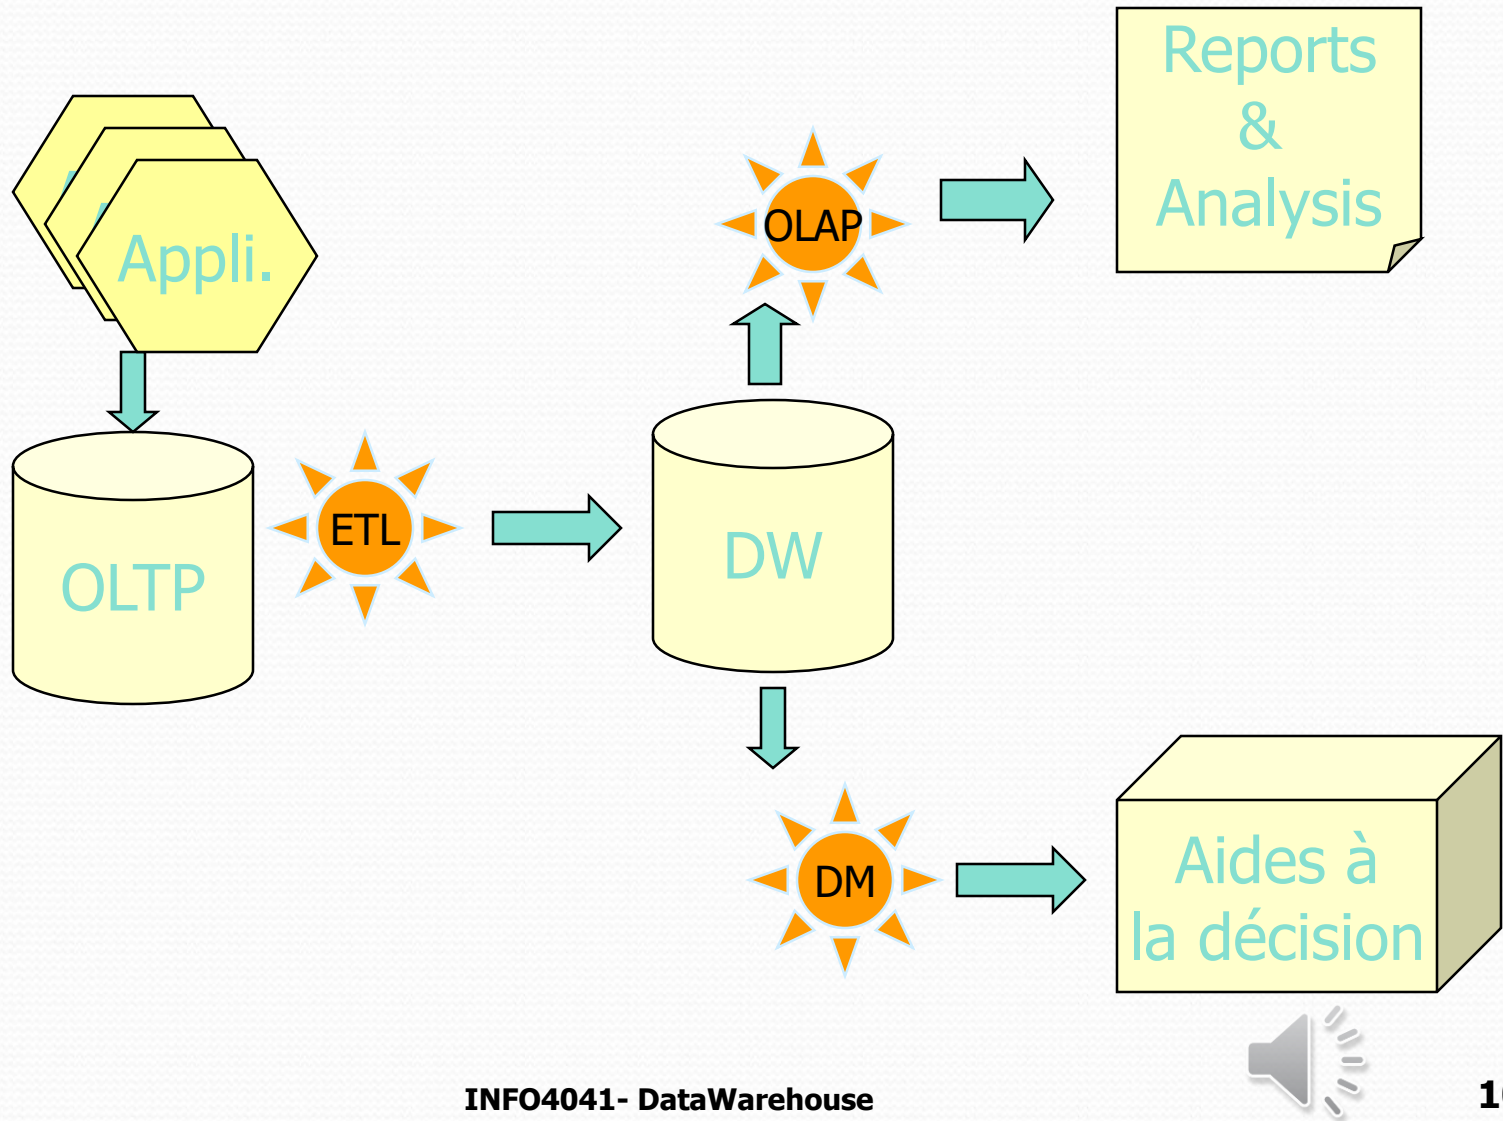 Appli.
OLTP
ETL
DW
OLAP
Reports
&
Analysis
DM
Aides à
la décision
INFO4041- DataWarehouse